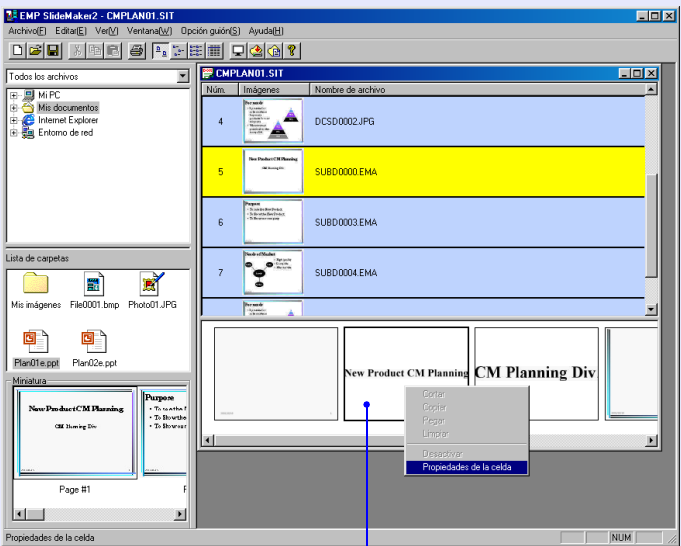 EMP SlideMaker2 - CMPLAN01.SIT
Archivo(F) Editar(E) Ver(V) Ventana(W) Opción guión(S) Ayuda(H)
Todos los archivos
Mi PC
Mis documentos
Internet Explorer
Entorno de red
Lista de carpetas
Mis imágenes File0001.bmp Photo01.JPG
Plan01e.ppt Plan02e.ppt
Miniatura
New Product CM Planning
CM Planning Div
Purpose
Page #1
CMPLAN01.SIT
Núm. Imágenes Nombre de archivo
4 DCSD0002.JPG
5 New Product CM Planning SUBD0000.EMA
6 Purpose SUBD0003.EMA
7 SUBD0004.EMA
New Product CM Planning CM Planning Div
Cortar
Copiar
Pegar
Limpiar
Desactivar
Propiedades de la celda
Propiedades de la celda NUM